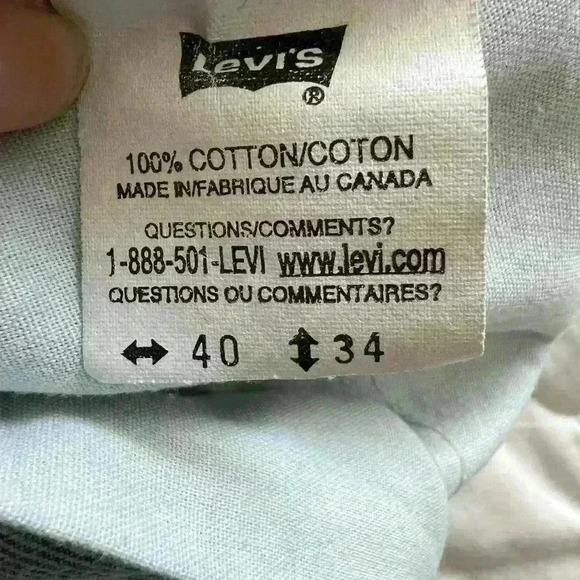 Levi's ®
100% COTTON/COTON
MADE IN/FABRIQUE AU CANADA
QUESTIONS/COMMENTS?
1-888-501-LEVI www.levi.com
QUESTIONS OU COMMENTAIRES?
↔ 40 ↕ 34